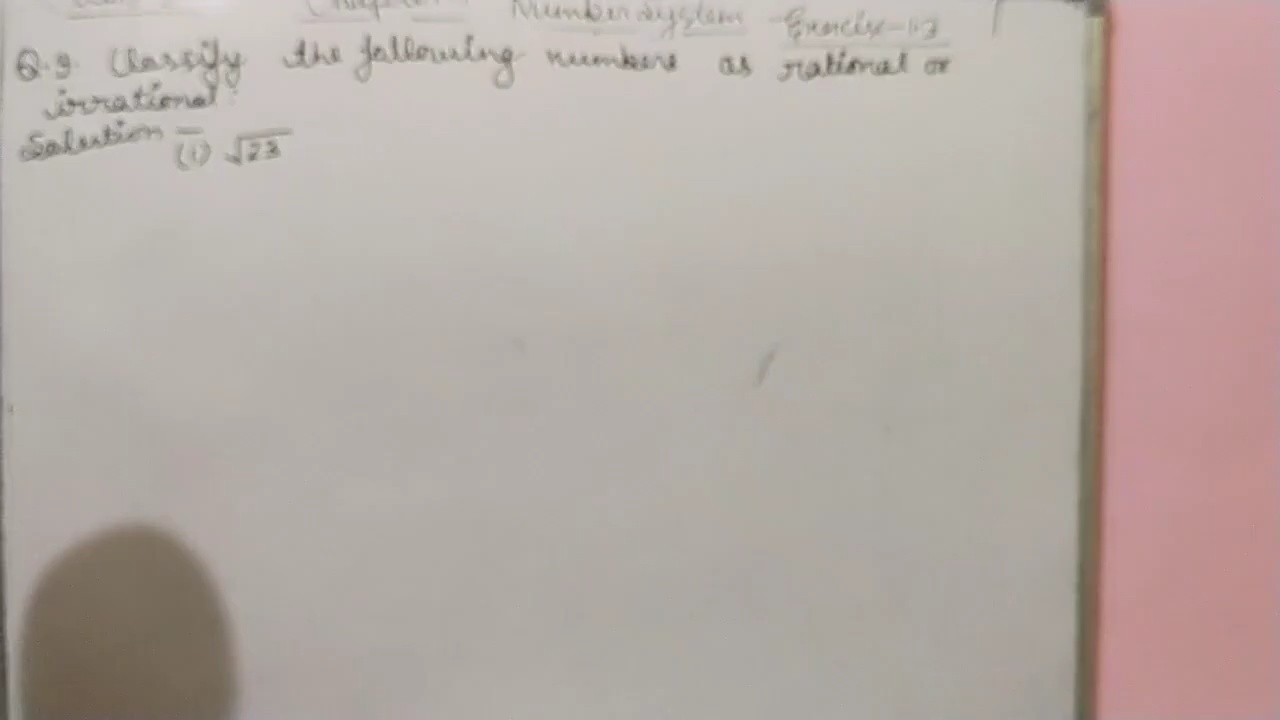 Number system Exercise-1.3
Q.9. Classify the following numbers as rational or
irrational:
Solution - (i) √23